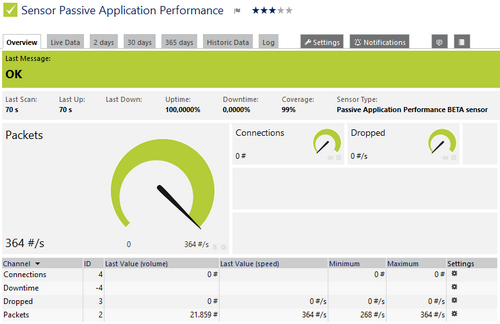 Sensor Passive Application Performance
Overview Live Data 2 days 30 days 365 days Historic Data Log Settings Notifications
Last Message:
OK
Last Scan: Last Up: Last Down: Uptime: Downtime: Coverage: Sensor Type:
70 s 70 s 100,0000% 0,0000% 99% Passive Application Performance BETA sensor
Packets Connections Dropped
0 # 0 #/s
364 #/s 0 364 #/s
Channel ID Last Value (volume) Last Value (speed) Minimum Maximum Settings
Connections 4 0 # 0 # 0 #
Downtime -4
Dropped 3 0 # 0 #/s 0 #/s 0 #/s
Packets 2 21.859 # 364 #/s 268 #/s 364 #/s